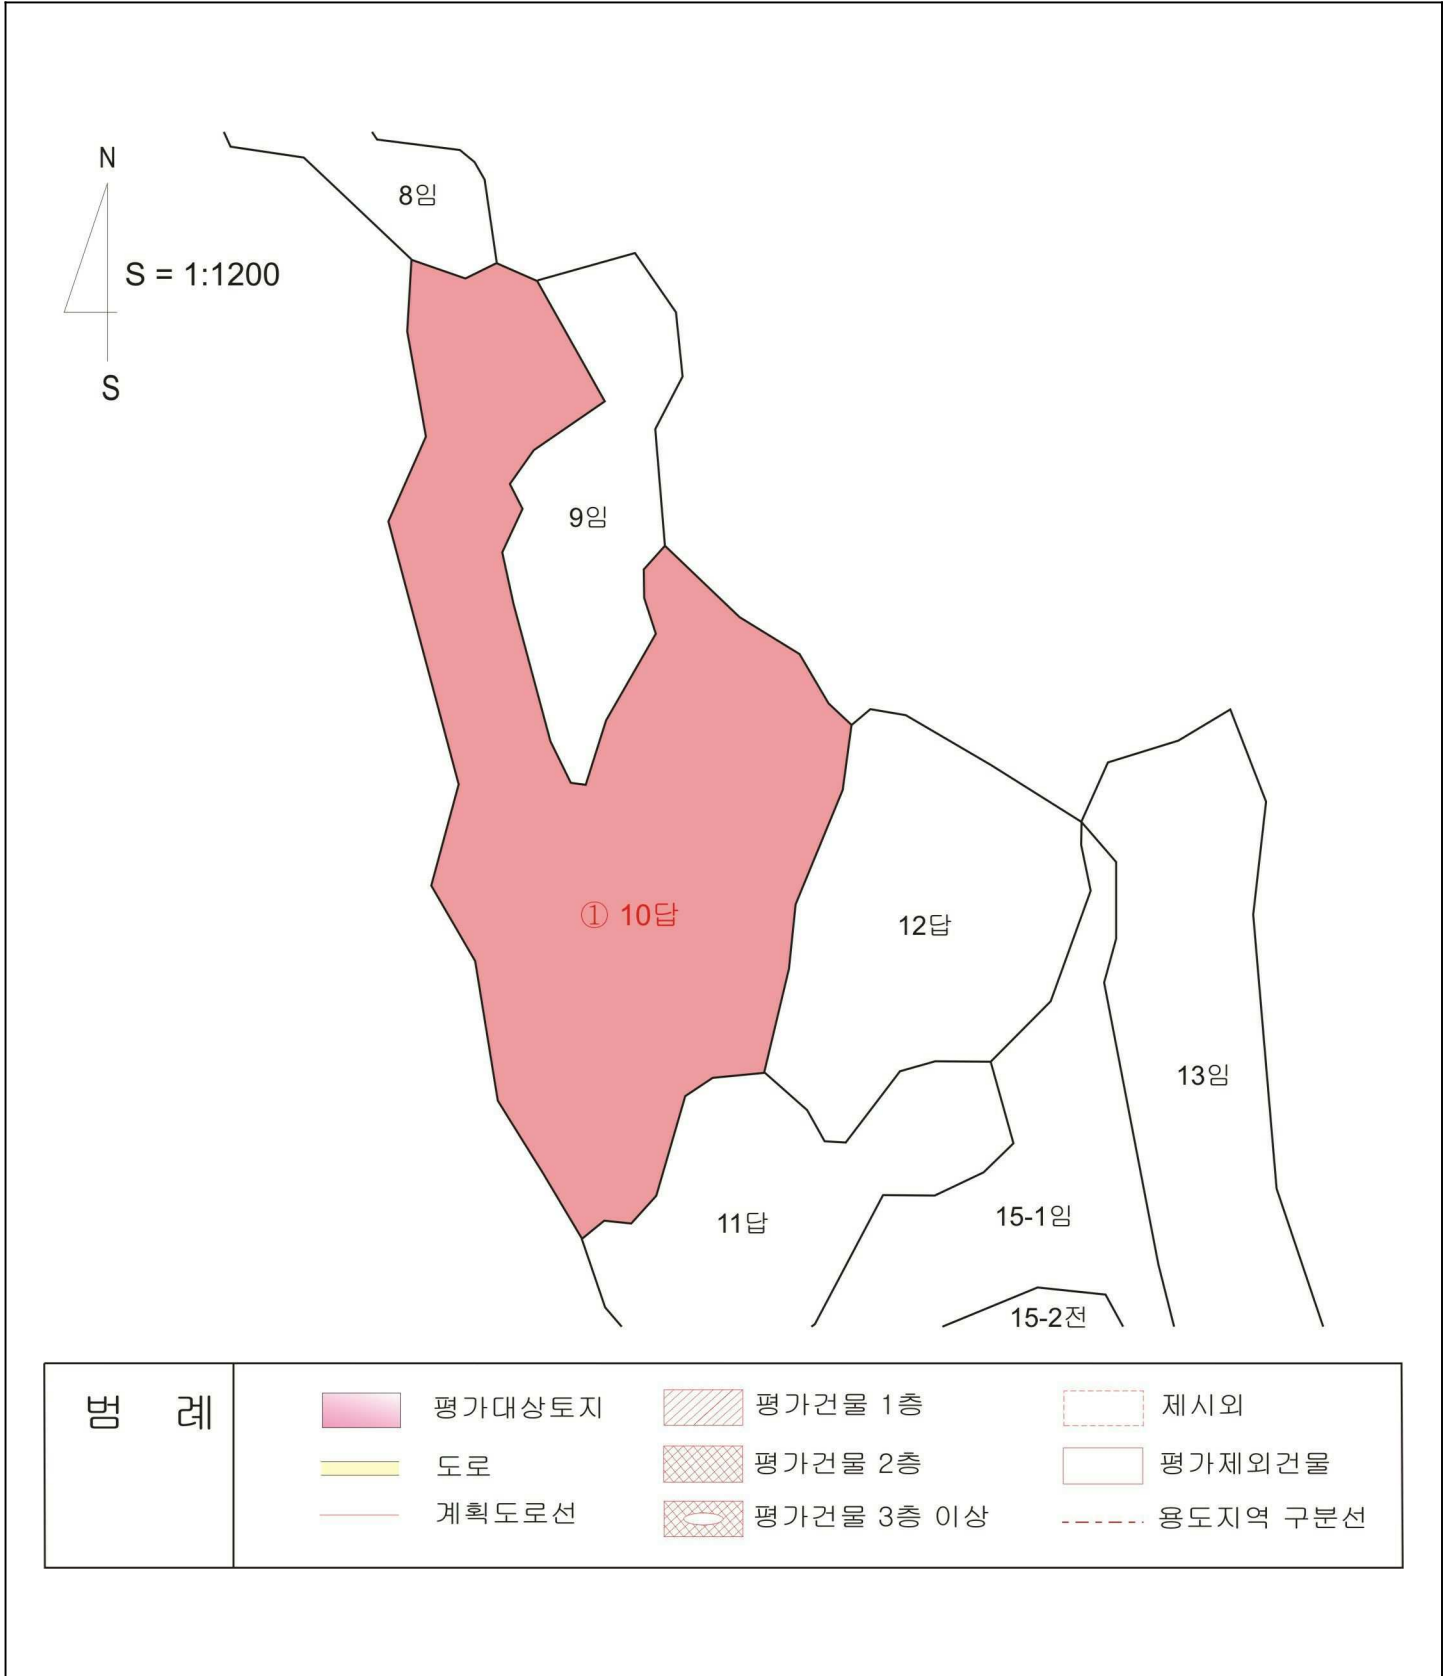 N
S = 1:1200
S
8임
9임
① 10답
12답
13임
11답
15-1임
15-2전
범 례
평가대상토지
도로
계획도로선
평가건물 1층
평가건물 2층
평가건물 3층 이상
제시외
평가제외건물
용도지역 구분선